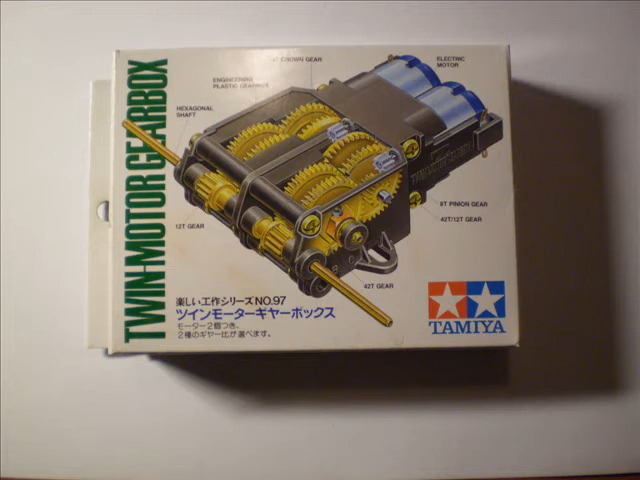 TWIN-MOTOR GEARBOX
CROWN GEAR
ELECTRIC
MOTOR
ENGINEERING
PLASTIC GEARBOX
HEXAGONAL
SHAFT
8T PINION GEAR
42T/12T GEAR
12T GEAR
42T GEAR
楽しい工作シリーズNO.97
ツインモーターギヤーボックス
モーター2個つき。
2種のギヤー比が選べます。
TAMIYA